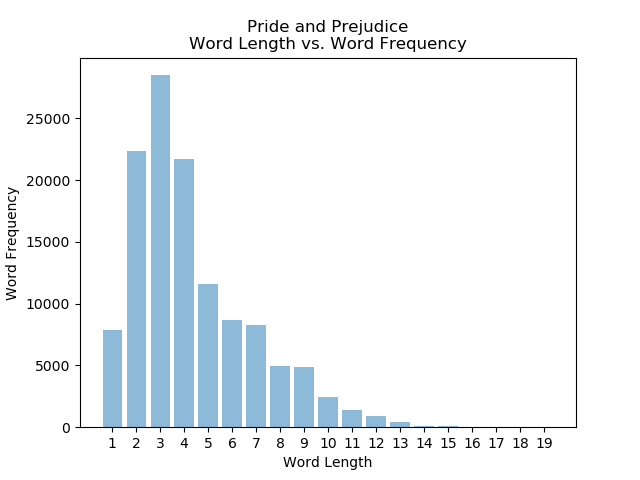 Pride and Prejudice
Word Length vs. Word Frequency
25000
20000
15000
10000
5000
0
Word Frequency
1 2 3 4 5 6 7 8 9 10 11 12 13 14 15 16 17 18 19
Word Length